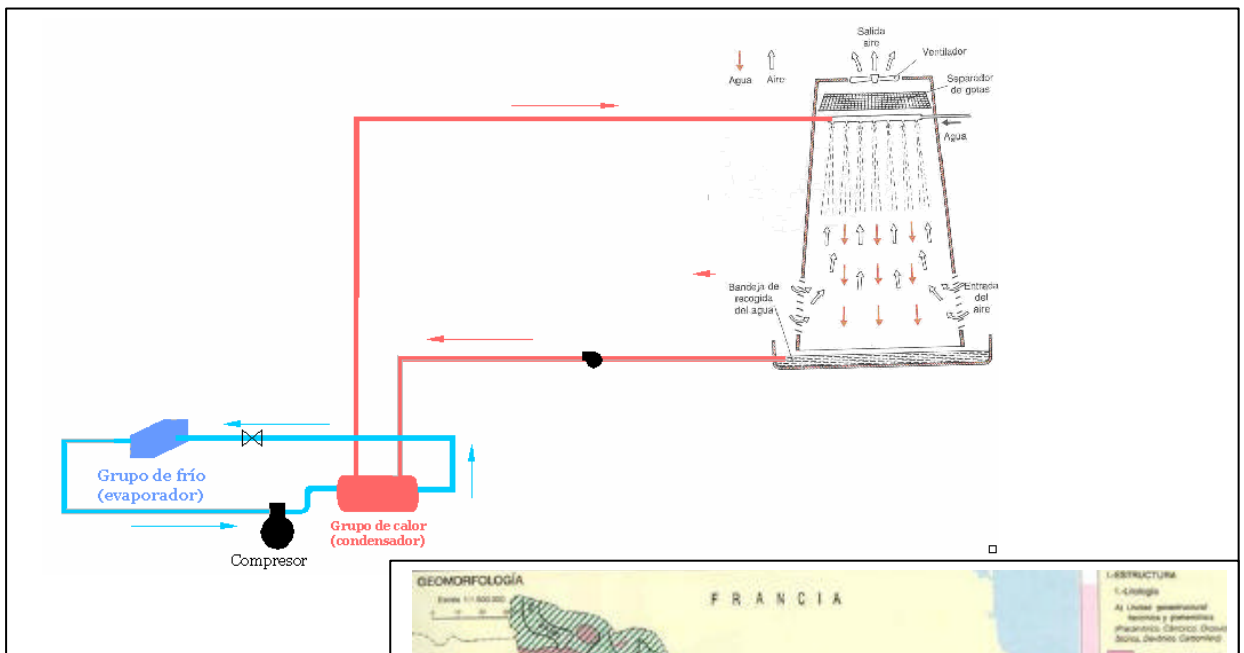 Salida
aire
Ventilador
Agua
Aire
Separador
de gotas
Agua
Bandeja de
recogida
del agua
Entrada
del
aire
Grupo de frío
(evaporador)
Grupo de calor
(condensador)
Compresor
GEOMORFOLOGÍA
FRANCIA
I.-ESTRUCTURA
1.-Litología